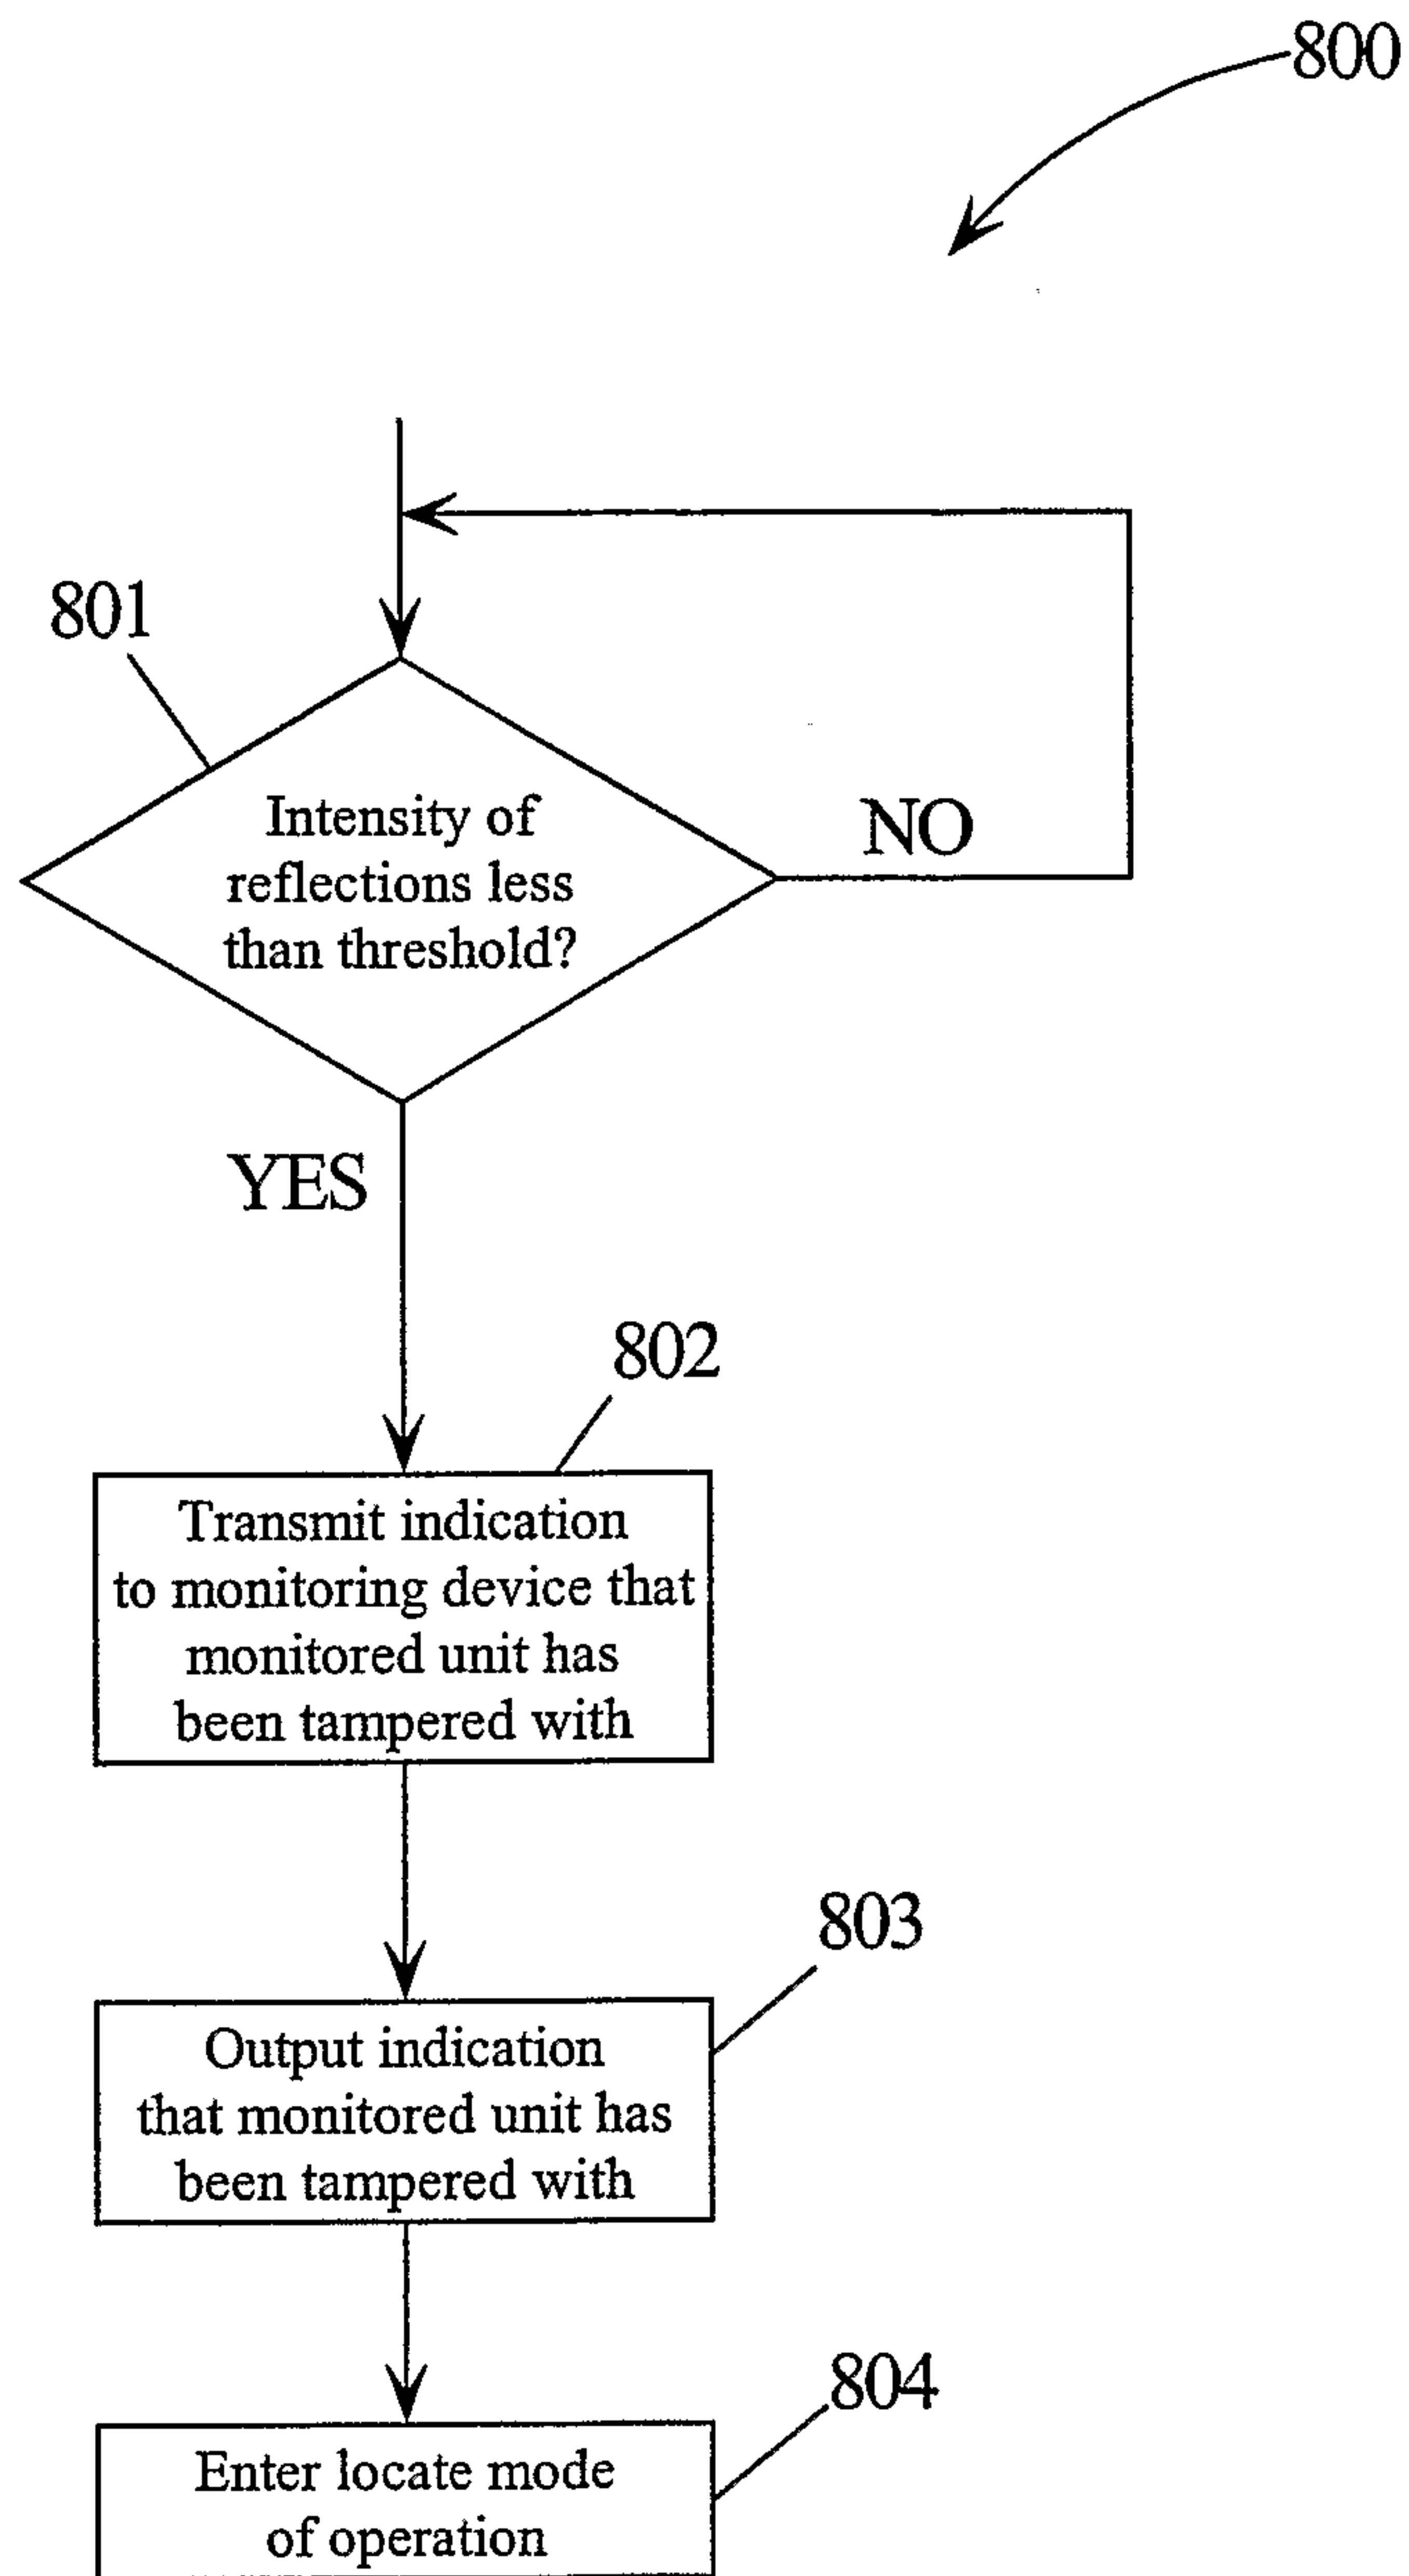 800
801
Intensity of
reflections less
than threshold?
NO
YES
802
Transmit indication
to monitoring device that
monitored unit has
been tampered with
803
Output indication
that monitored unit has
been tampered with
804
Enter locate mode
of operation